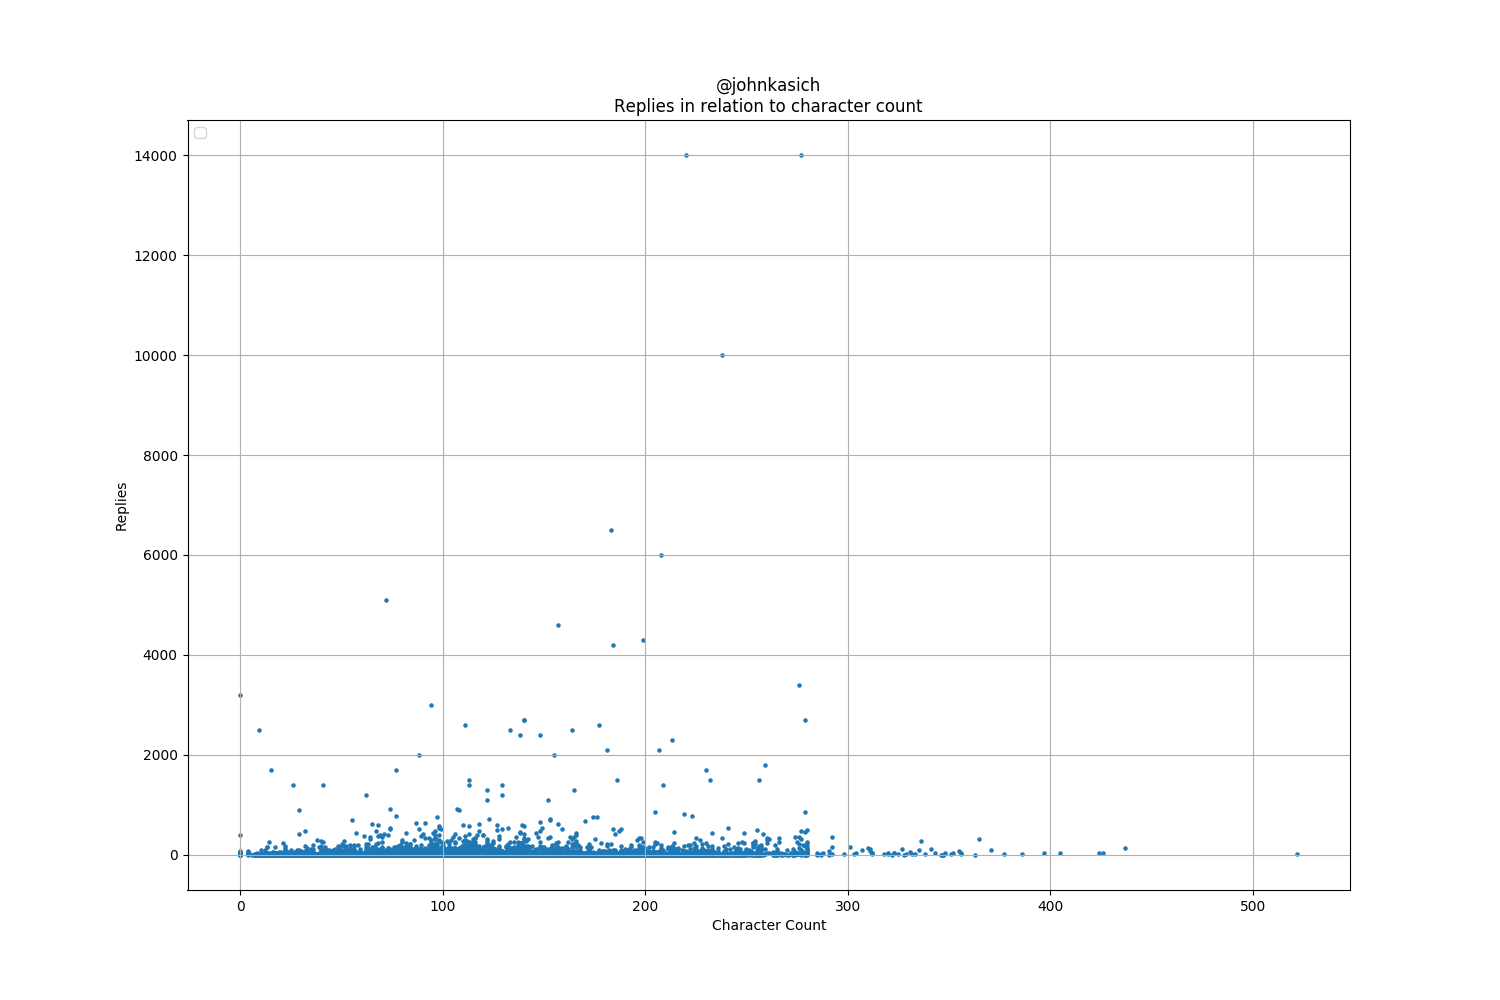 @johnkasich
Replies in relation to character count
14000
12000
10000
8000
6000
4000
2000
0
Replies
0 100 200 300 400 500
Character Count